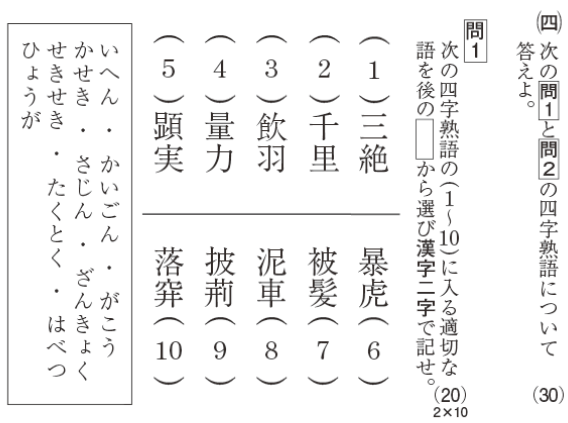 ㈣ 次の問1と問2の四字熟語について
答えよ。 (30)
問1
次の四字熟語の(1~10)に入る適切な
語を後の□から選び漢字二字で記せ。 (20)
2×10
(1)三絶
(2)千里
(3)飲羽
(4)量力
(5)顕実
暴虎(6)
被髪(7)
泥車(8)
披荊(9)
落穽(10)
いへん・かいごん・がこう
かせき・さじん・ざんきょく
せきせき・たくとく・はべつ
ひょうが